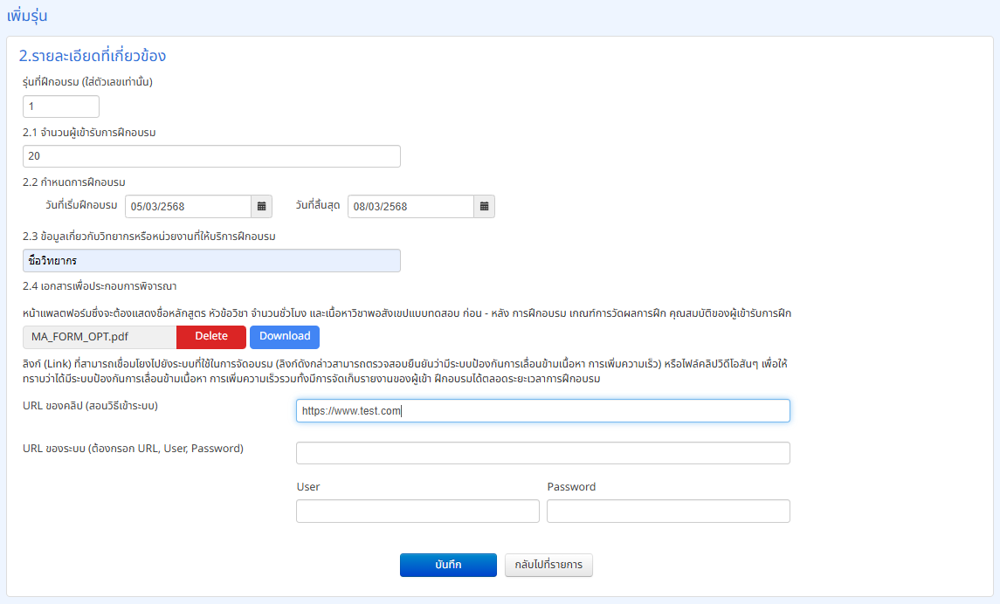 เพิ่มรุ่น
2.รายละเอียดที่เกี่ยวข้อง
รุ่นที่ฝึกอบรม (ใส่ตัวเลขเท่านั้น)
1
2.1 จำนวนผู้เข้ารับการฝึกอบรม
20
2.2 กำหนดการฝึกอบรม
วันที่เริ่มฝึกอบรม 05/03/2568 วันที่สิ้นสุด 08/03/2568
2.3 ข้อมูลเกี่ยวกับวิทยากรหรือหน่วยงานที่ให้บริการฝึกอบรม
ชื่อวิทยากร
2.4 เอกสารเพื่อประกอบการพิจารณา
หน้าแพลตฟอร์มซึ่งจะต้องแสดงชื่อหลักสูตร หัวข้อวิชา จำนวนชั่วโมง และเนื้อหาวิชาพอสังเขปแบบทดสอบ ก่อน - หลัง การฝึกอบรม เกณฑ์การวัดผลการฝึก คุณสมบัติของผู้เข้ารับการฝึก
MA_FORM_OPT.pdf Delete Download
ลิงก์ (Link) ที่สามารถเชื่อมโยงไปยังระบบที่ใช้ในการจัดอบรม (ลิงก์ดังกล่าวสามารถตรวจสอบยืนยันว่ามีระบบป้องกันการเลื่อนข้ามเนื้อหา การเพิ่มความเร็ว) หรือไฟล์คลิปวิดีโอสั้นๆ เพื่อให้
ทราบว่าได้มีระบบป้องกันการเลื่อนข้ามเนื้อหา การเพิ่มความเร็วรวมทั้งมีการจัดเก็บรายงานของผู้เข้า ฝึกอบรมได้ตลอดระยะเวลาการฝึกอบรม
URL ของคลิป (สอนวิธีเข้าระบบ) https://www.test.com
URL ของระบบ (ต้องกรอก URL, User, Password)
User Password
บันทึก กลับไปที่รายการ